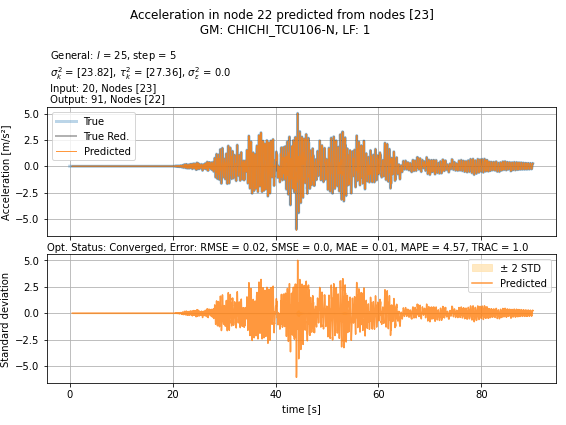 Acceleration in node 22 predicted from nodes [23]
GM: CHICHI_TCU106-N, LF: 1
General: l = 25, step = 5
σ²ₖ = [23.82], τ²ₖ = [27.36], σ²ε = 0.0
Input: 20, Nodes [23]
Output: 91, Nodes [22]
Acceleration [m/s²]
5.0
2.5
0.0
−2.5
−5.0
True
True Red.
Predicted
Opt. Status: Converged, Error: RMSE = 0.02, SMSE = 0.0, MAE = 0.01, MAPE = 4.57, TRAC = 1.0
Standard deviation
5.0
2.5
0.0
−2.5
−5.0
± 2 STD
Predicted
0
20
40
60
80
time [s]